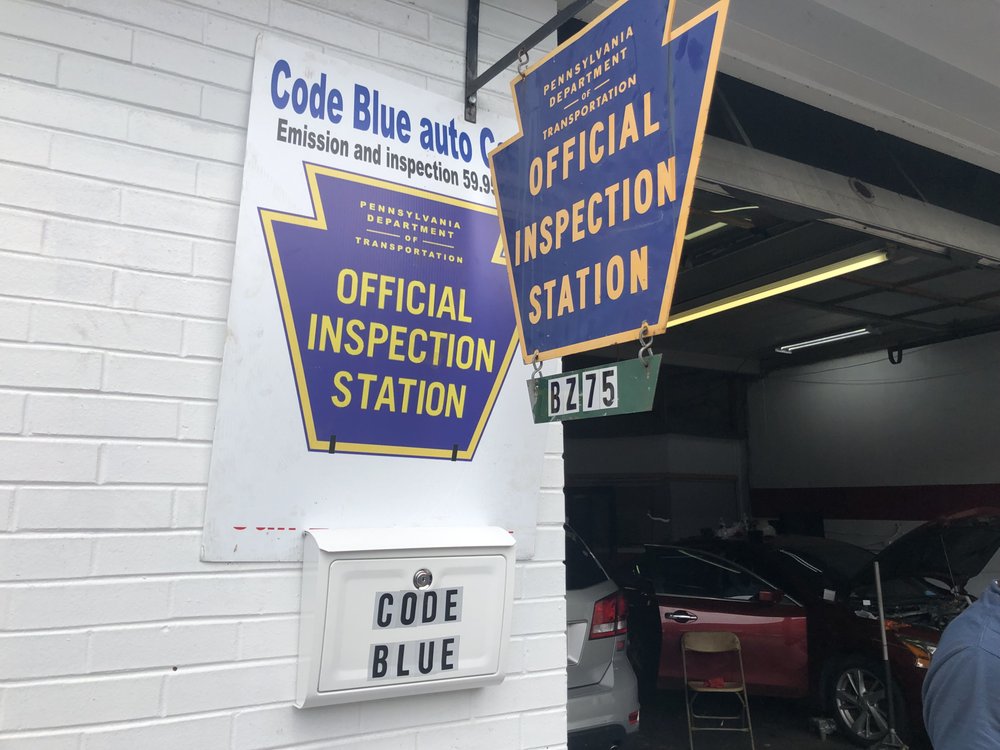 Code Blue auto
Emission and inspection 59.9
PENNSYLVANIA
DEPARTMENT
OF
TRANSPORTATION
OFFICIAL
INSPECTION
STATION
PENNSYLVANIA
DEPARTMENT
OF
TRANSPORTATION
OFFICIAL
INSPECTION
STATION
BZ75
CODE
BLUE